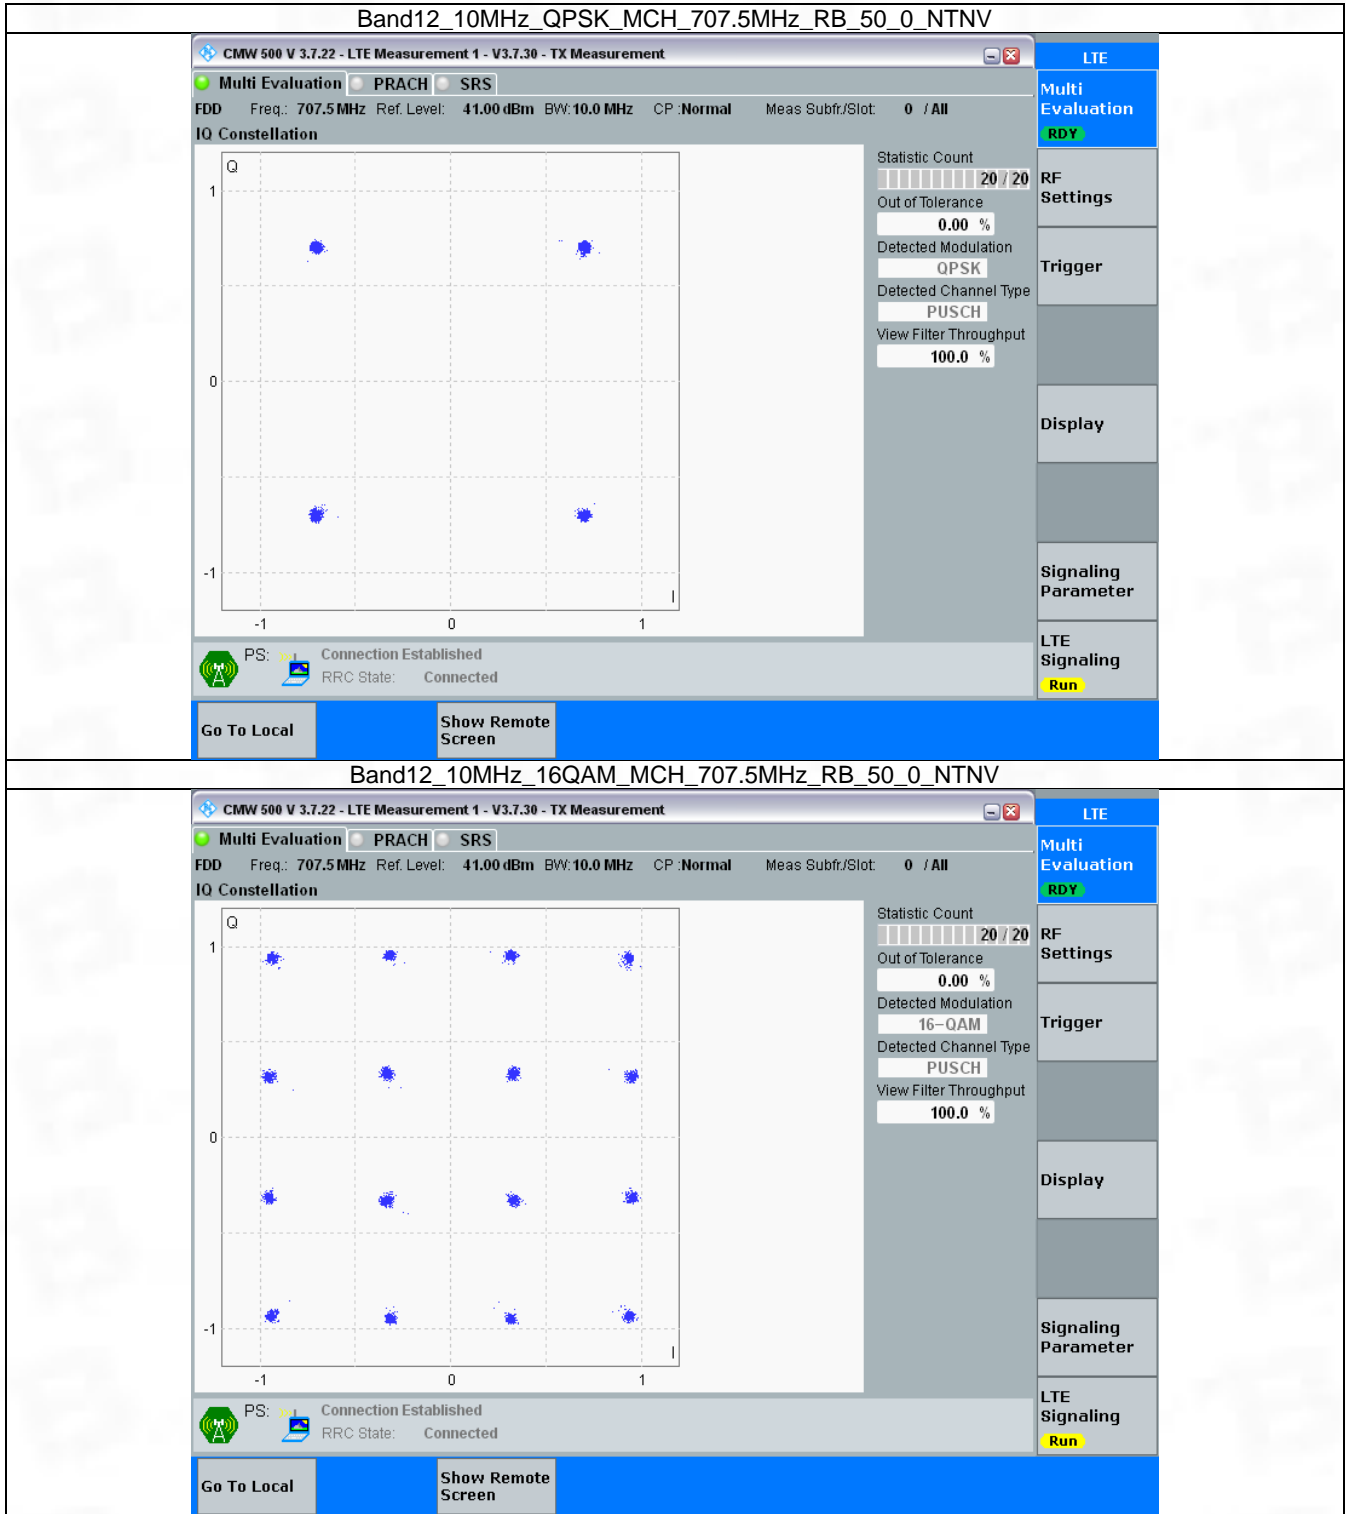 Band12_10MHz_QPSK_MCH_707.5MHz_RB_50_0_NTNV
CMW 500 V 3.7.22 - LTE Measurement 1 - V3.7.30 - TX Measurement
LTE
Multi Evaluation PRACH SRS
Multi
Evaluation
RDY
FDD Freq.: 707.5 MHz Ref. Level: 41.00 dBm BW: 10.0 MHz CP : Normal Meas Subfr./Slot: 0 / All
IQ Constellation
Q
1
0
-1
I
-1 0 1
Statistic Count
20 / 20
Out of Tolerance
0.00 %
Detected Modulation
QPSK
Detected Channel Type
PUSCH
View Filter Throughput
100.0 %
RF
Settings
Trigger
Display
Signaling
Parameter
LTE
Signaling
Run
PS: Connection Established
RRC State: Connected
Go To Local
Show Remote
Screen
Band12_10MHz_16QAM_MCH_707.5MHz_RB_50_0_NTNV
CMW 500 V 3.7.22 - LTE Measurement 1 - V3.7.30 - TX Measurement
LTE
Multi Evaluation PRACH SRS
Multi
Evaluation
RDY
FDD Freq.: 707.5 MHz Ref. Level: 41.00 dBm BW: 10.0 MHz CP : Normal Meas Subfr./Slot: 0 / All
IQ Constellation
Q
1
0
-1
I
-1 0 1
Statistic Count
20 / 20
Out of Tolerance
0.00 %
Detected Modulation
16-QAM
Detected Channel Type
PUSCH
View Filter Throughput
100.0 %
RF
Settings
Trigger
Display
Signaling
Parameter
LTE
Signaling
Run
PS: Connection Established
RRC State: Connected
Go To Local
Show Remote
Screen